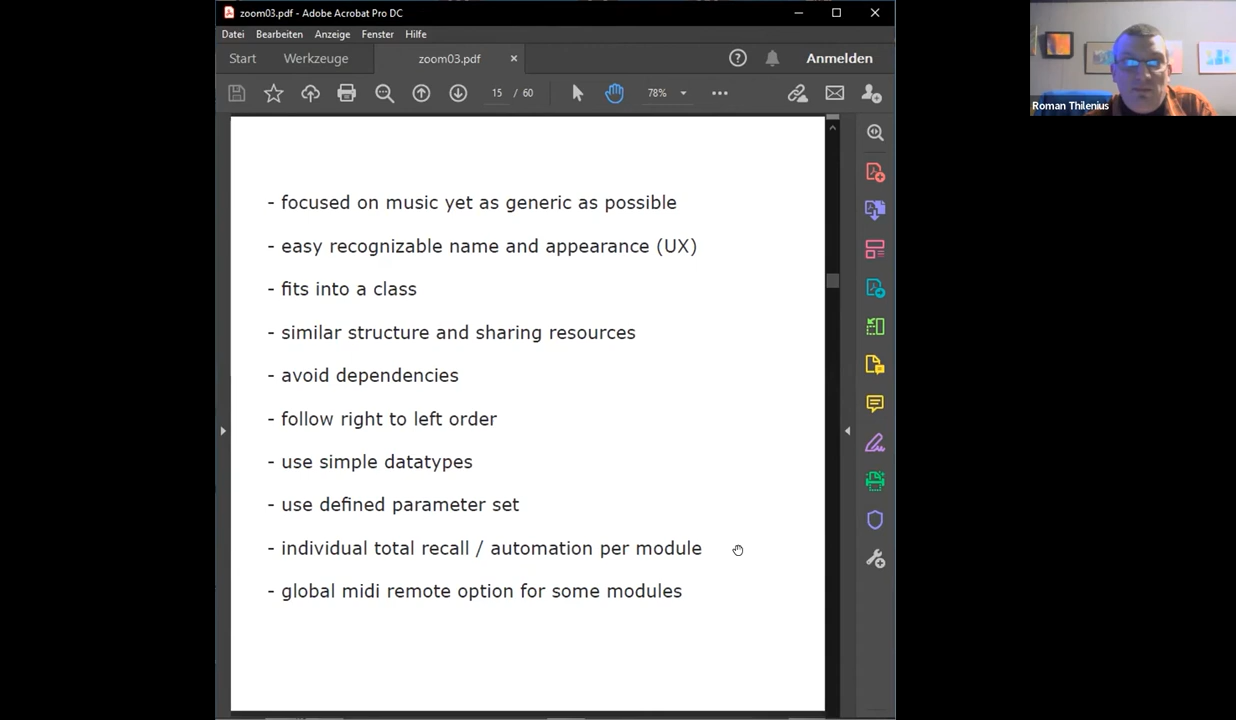 zoom03.pdf - Adobe Acrobat Pro DC
Datei Bearbeiten Anzeige Fenster Hilfe
Start Werkzeuge zoom03.pdf × Anmelden
15 / 60 78%
- focused on music yet as generic as possible
- easy recognizable name and appearance (UX)
- fits into a class
- similar structure and sharing resources
- avoid dependencies
- follow right to left order
- use simple datatypes
- use defined parameter set
- individual total recall / automation per module
- global midi remote option for some modules
Roman Thilenius